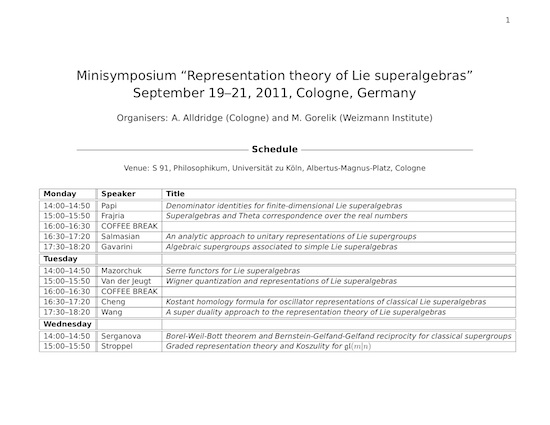 1
Minisymposium “Representation theory of Lie superalgebras”
September 19–21, 2011, Cologne, Germany
Organisers: A. Alldridge (Cologne) and M. Gorelik (Weizmann Institute)
Schedule
Venue: S 91, Philosophikum, Universität zu Köln, Albertus-Magnus-Platz, Cologne
Monday Speaker Title
14:00–14:50 Papi Denominator identities for finite-dimensional Lie superalgebras
15:00–15:50 Frajria Superalgebras and Theta correspondence over the real numbers
16:00–16:30 COFFEE BREAK
16:30–17:20 Salmasian An analytic approach to unitary representations of Lie supergroups
17:30–18:20 Gavarini Algebraic supergroups associated to simple Lie superalgebras
Tuesday
14:00–14:50 Mazorchuk Serre functors for Lie superalgebras
15:00–15:50 Van der Jeugt Wigner quantization and representations of Lie superalgebras
16:00–16:30 COFFEE BREAK
16:30–17:20 Cheng Kostant homology formula for oscillator representations of classical Lie superalgebras
17:30–18:20 Wang A super duality approach to the representation theory of Lie superalgebras
Wednesday
14:00–14:50 Serganova Borel-Weil-Bott theorem and Bernstein-Gelfand-Gelfand reciprocity for classical supergroups
15:00–15:50 Stroppel Graded representation theory and Koszulity for gl(m|n)